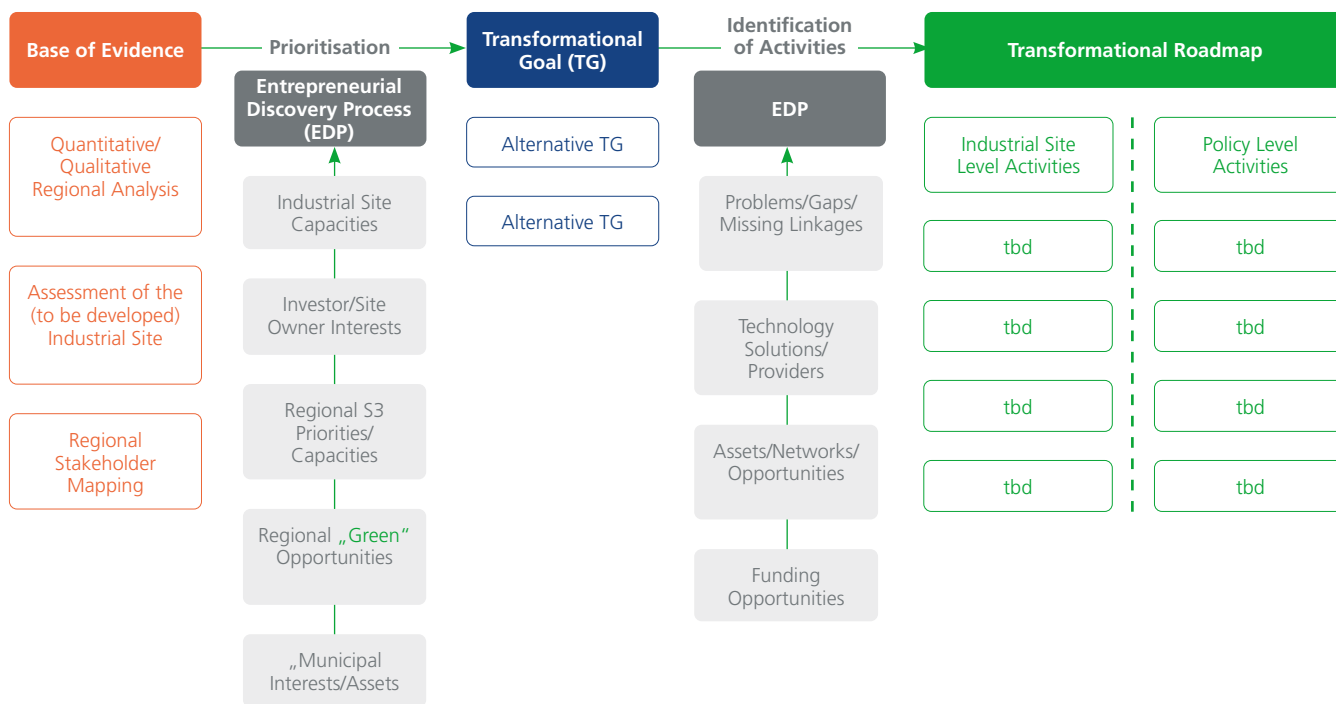 Base of Evidence
Quantitative/
Qualitative
Regional Analysis
Assessment of the
(to be developed)
Industrial Site
Regional
Stakeholder
Mapping
Prioritisation
Entrepreneurial
Discovery Process
(EDP)
Industrial Site
Capacities
Investor/Site
Owner Interests
Regional S3
Priorities/
Capacities
Regional „Green“
Opportunities
„Municipal
Interests/Assets
Transformational
Goal (TG)
Alternative TG
Alternative TG
Identification
of Activities
EDP
Problems/Gaps/
Missing Linkages
Technology
Solutions/
Providers
Assets/Networks/
Opportunities
Funding
Opportunities
Transformational Roadmap
Industrial Site
Level Activities
tbd
tbd
tbd
tbd
Policy Level
Activities
tbd
tbd
tbd
tbd